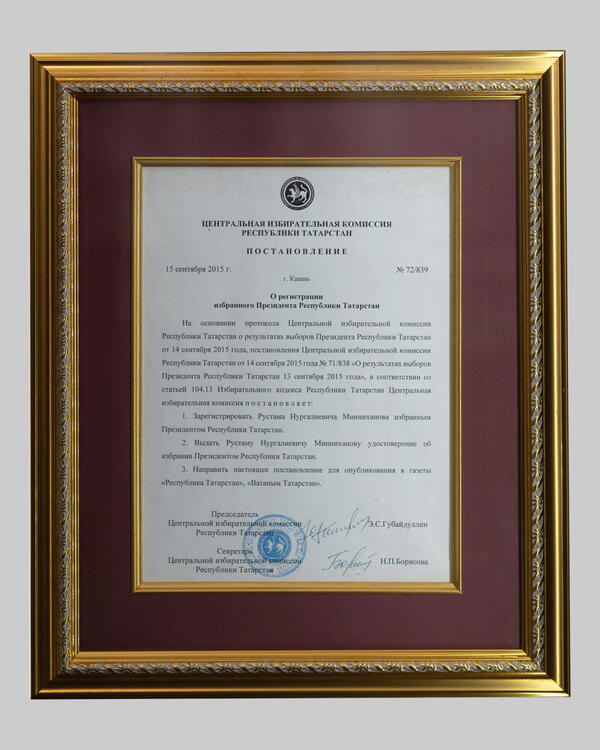 ЦЕНТРАЛЬНАЯ ИЗБИРАТЕЛЬНАЯ КОМИССИЯ
РЕСПУБЛИКИ ТАТАРСТАН
ПОСТАНОВЛЕНИЕ
15 сентября 2015 г. № 72/839
г. Казань
О регистрации
избранного Президента Республики Татарстан
На основании протокола Центральной избирательной комиссии
Республики Татарстан о результатах выборов Президента Республики Татарстан
от 14 сентября 2015 года, постановления Центральной избирательной комиссии
Республики Татарстан от 14 сентября 2015 года № 71/838 «О результатах выборов
Президента Республики Татарстан 13 сентября 2015 года», в соответствии со
статьей 104.13 Избирательного кодекса Республики Татарстан Центральная
избирательная комиссия постановляет:
1. Зарегистрировать Рустама Нургалиевича Минниханова избранным
Президентом Республики Татарстан.
2. Выдать Рустаму Нургалиевичу Минниханову удостоверение об
избрании Президентом Республики Татарстан.
3. Направить настоящее постановление для опубликования в газеты
«Республика Татарстан», «Ватаным Татарстан».
Председатель
Центральной избирательной комиссии Э.С.Губайдуллин
Республики Татарстан
Секретарь
Центральной избирательной комиссии Н.П.Борисова
Республики Татарстан